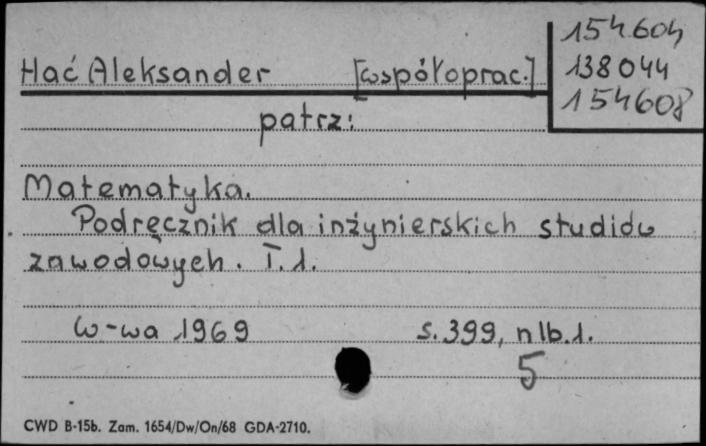 154604
Hać Aleksander [współoprac.]
138044
154608
patrz:
Matematyka.
Podręcznik dla inżynierskich studiów
zawodowych. T. 1.
W-wa 1969 s. 399, nlb. 1.
5
CWD B-15b. Zam. 1654/Dw/On/68 GDA-2710.